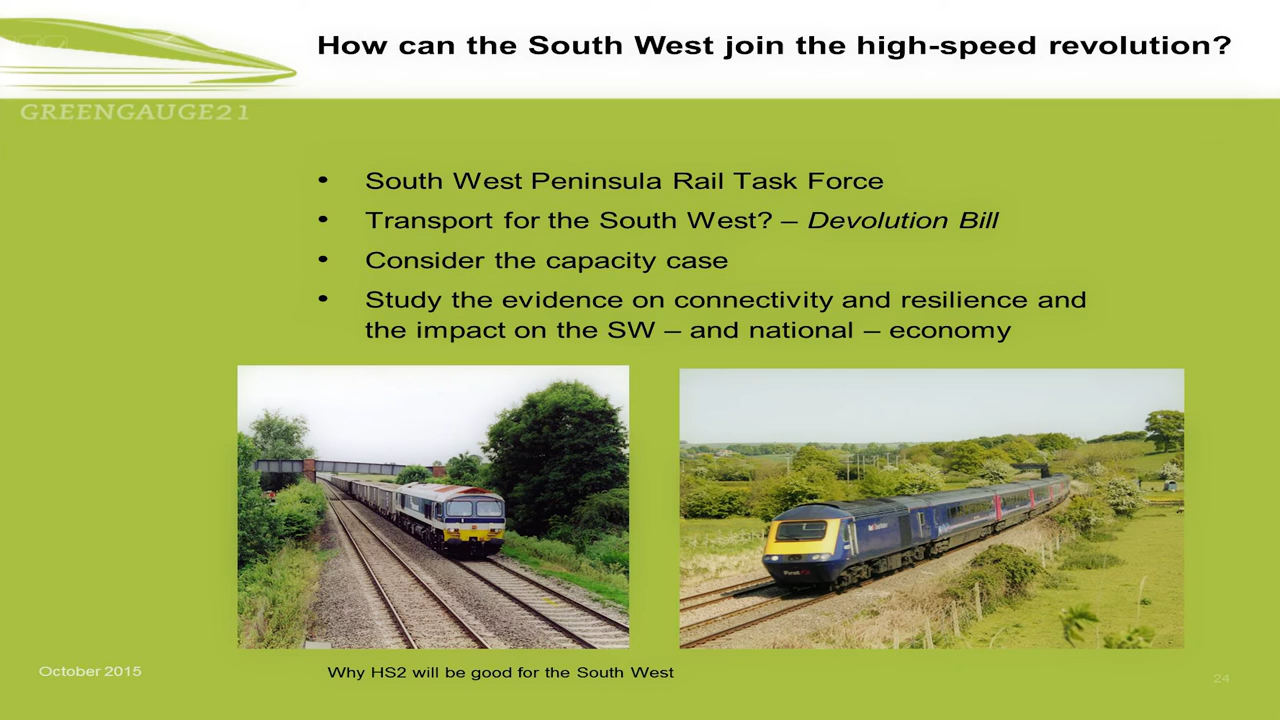 How can the South West join the high-speed revolution?
GREENGAUGE21
• South West Peninsula Rail Task Force
• Transport for the South West? – Devolution Bill
• Consider the capacity case
• Study the evidence on connectivity and resilience and
the impact on the SW – and national – economy
October 2015
Why HS2 will be good for the South West
24